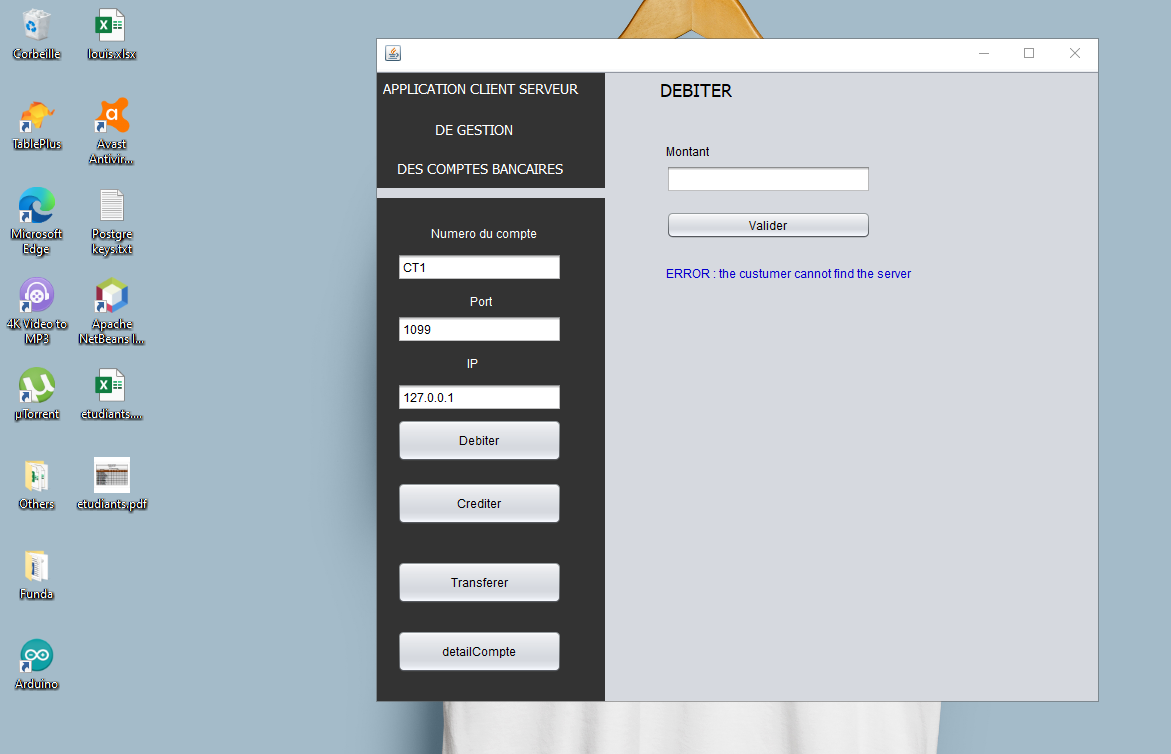 Corbeille
louis.xlsx
TablePlus
Avast
Antivir...
Microsoft
Edge
Postgre
keys.txt
4K Video to
MP3
Apache
NetBeans I...
µTorrent
etudiants....
Others
etudiants.pdf
Funda
Arduino
APPLICATION CLIENT SERVEUR
DE GESTION
DES COMPTES BANCAIRES
Numero du compte
CT1
Port
1099
IP
127.0.0.1
Debiter
Crediter
Transferer
detailCompte
DEBITER
Montant
Valider
ERROR : the custumer cannot find the server